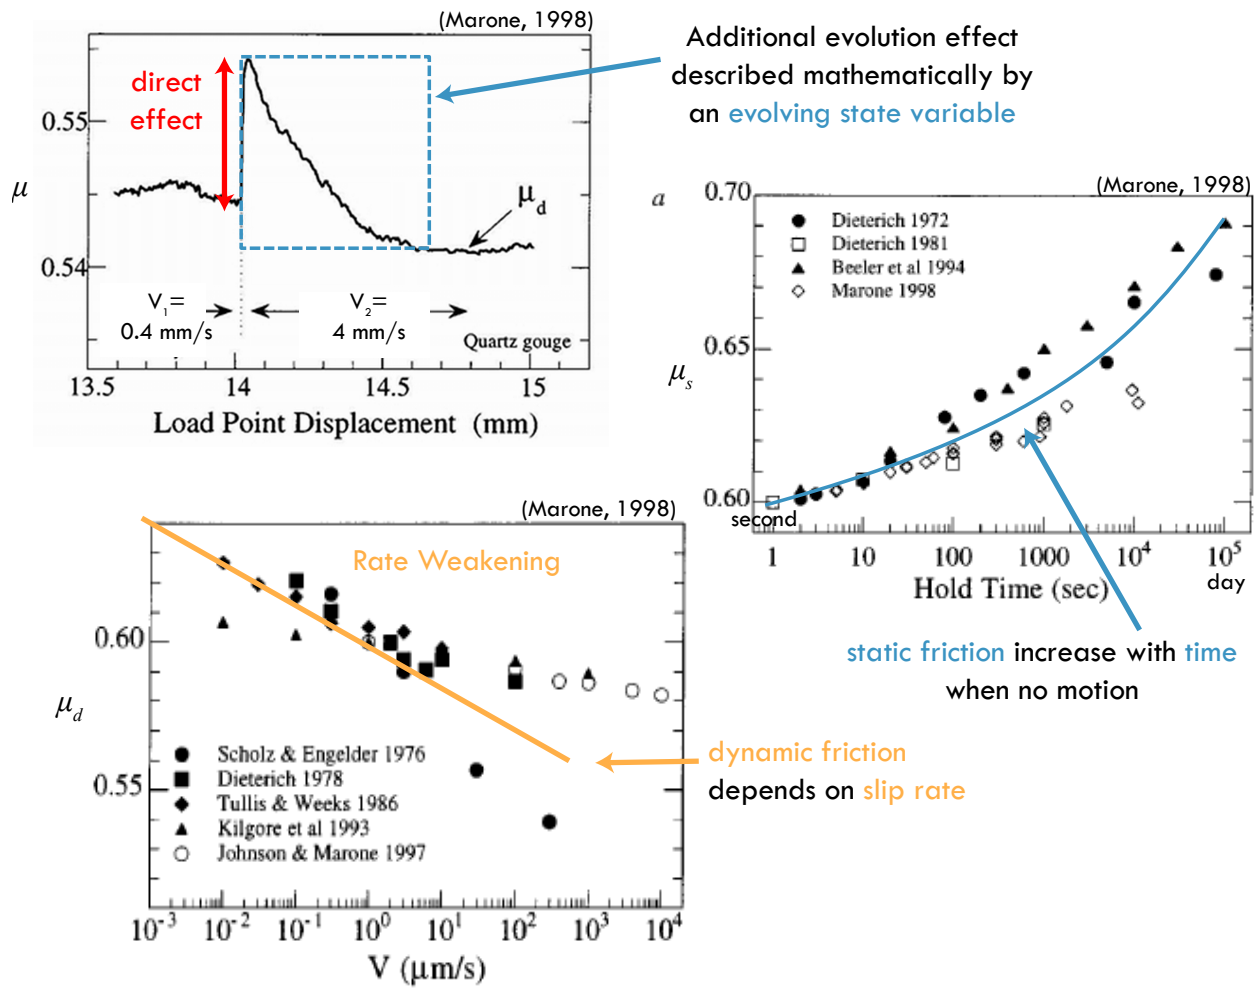 (Marone, 1998)
direct
effect
0.55
μ
0.54
μd
V1=
0.4 mm/s
V2=
4 mm/s
Quartz gouge
13.5
14
14.5
15
Load Point Displacement (mm)
Additional evolution effect
described mathematically by
an evolving state variable
a
(Marone, 1998)
0.70
Dieterich 1972
Dieterich 1981
Beeler et al 1994
Marone 1998
0.65
μs
0.60
second
1
10
100
1000
10^4
10^5
Hold Time (sec)
day
static friction increase with time
when no motion
(Marone, 1998)
Rate Weakening
0.60
μd
0.55
Scholz & Engelder 1976
Dieterich 1978
Tullis & Weeks 1986
Kilgore et al 1993
Johnson & Marone 1997
10^-3
10^-2
10^-1
10^0
10^1
10^2
10^3
10^4
V (μm/s)
dynamic friction
depends on slip rate